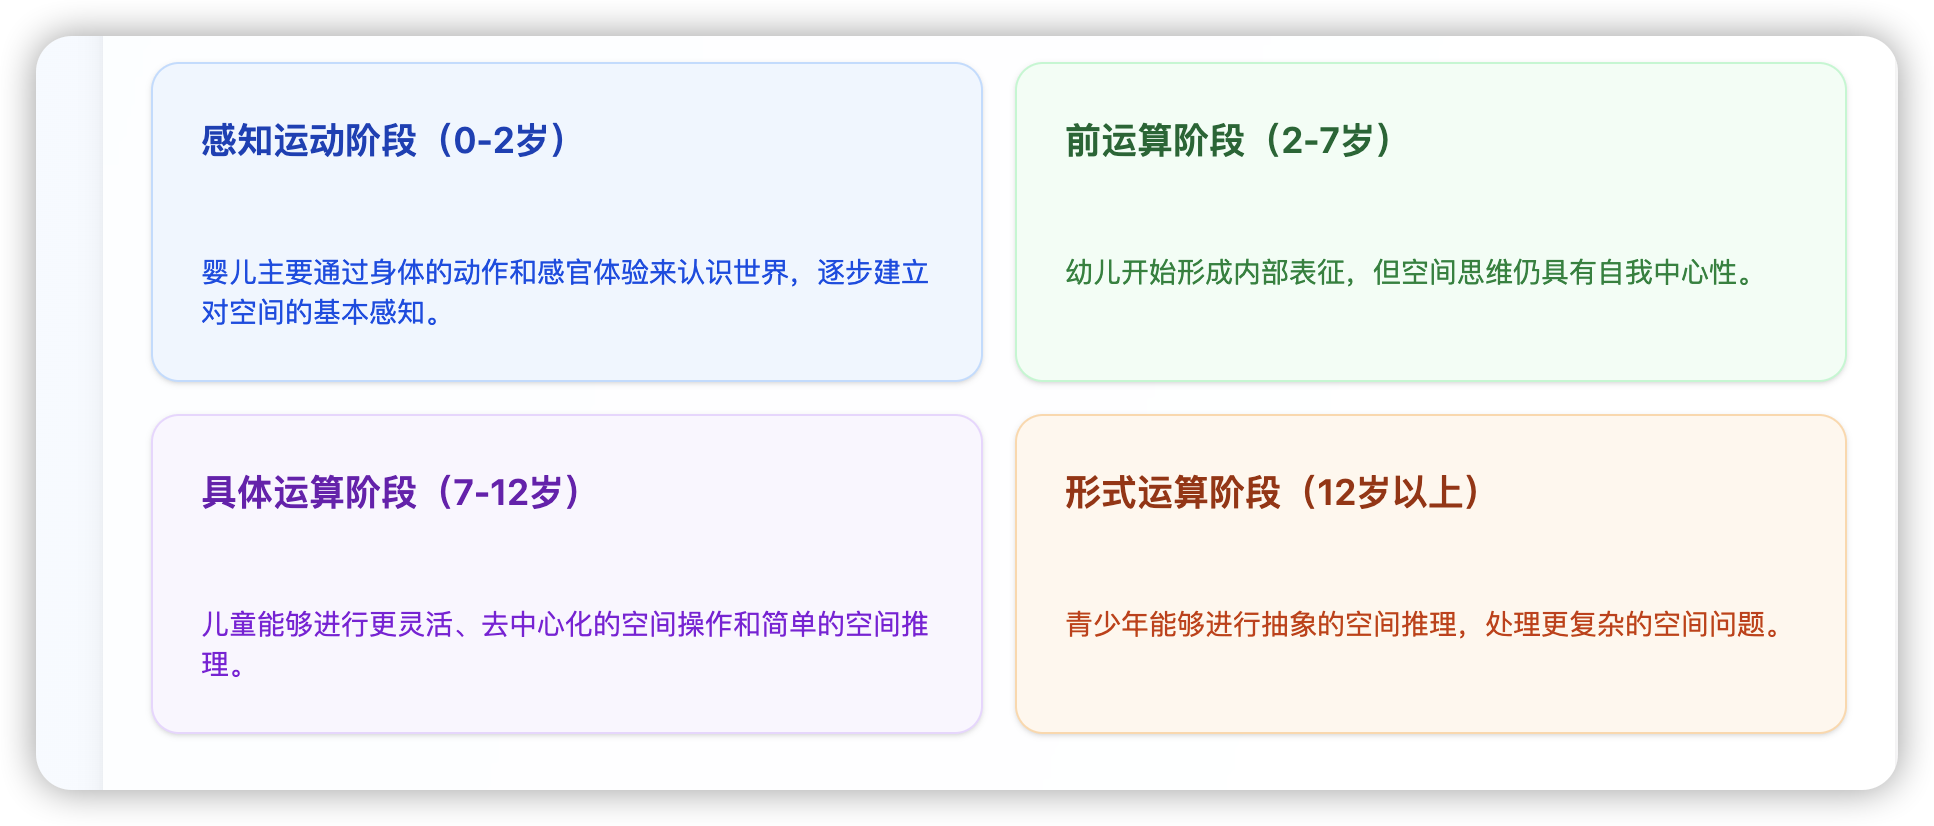 感知运动阶段（0-2岁）
婴儿主要通过身体的动作和感官体验来认识世界，逐步建立
对空间的基本感知。
前运算阶段（2-7岁）
幼儿开始形成内部表征，但空间思维仍具有自我中心性。
具体运算阶段（7-12岁）
儿童能够进行更灵活、去中心化的空间操作和简单的空间推
理。
形式运算阶段（12岁以上）
青少年能够进行抽象的空间推理，处理更复杂的空间问题。